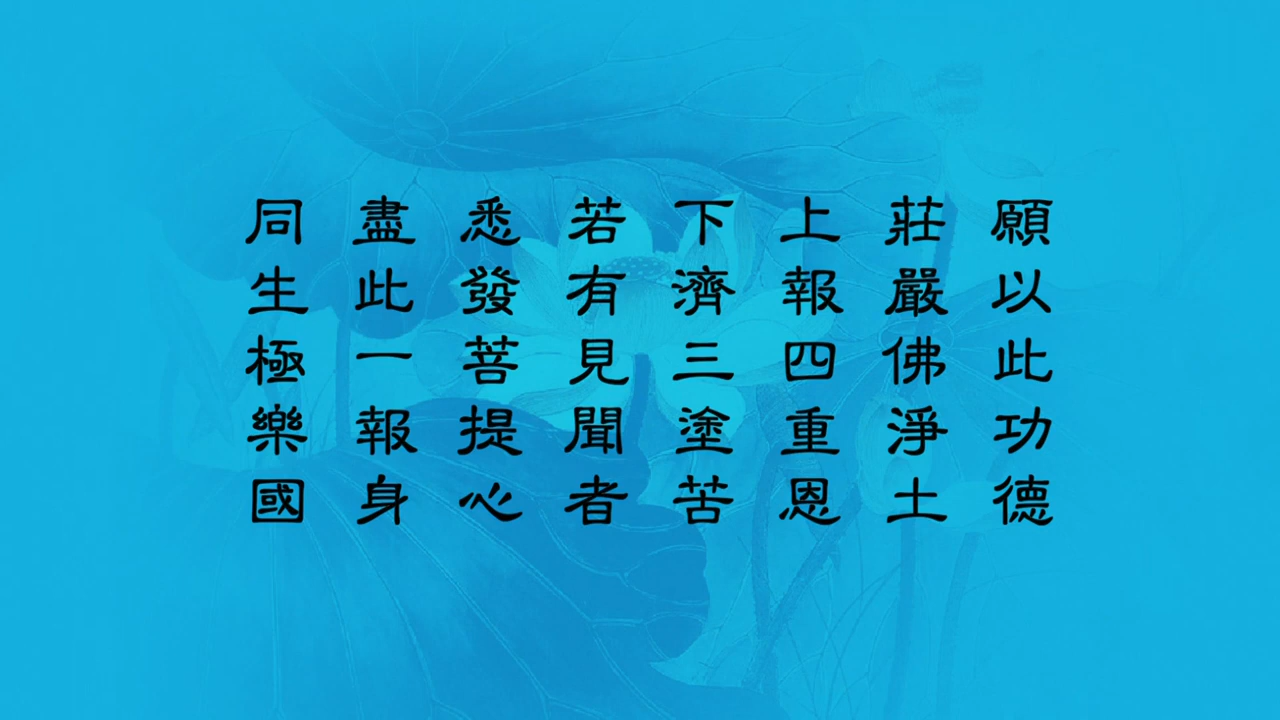 願以此功德
莊嚴佛淨土
上報四重恩
下濟三塗苦
若有見聞者
悉發菩提心
盡此一報身
同生極樂國